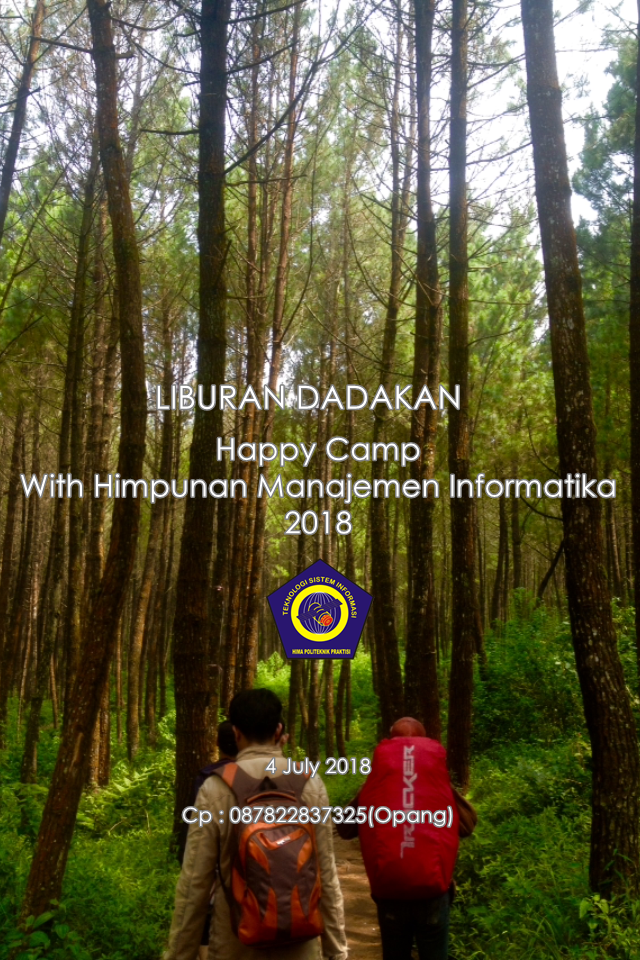 LIBURAN DADAKAN
Happy Camp
With Himpunan Manajemen Informatika
2018
TEKNOLOGI SISTEM INFORMASI
HIMA POLITEKNIK PRAKTISI
4 July 2018
Cp : 087822837325(Opang)
TRACKER